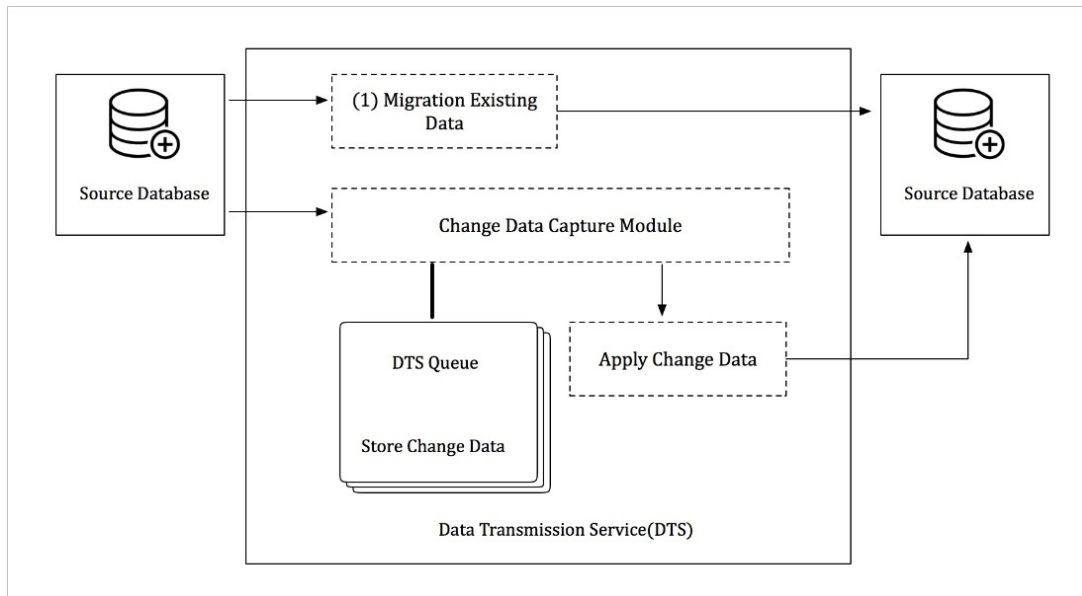 (1) Migration Existing
Data
Source Database
Source Database
Change Data Capture Module
DTS Queue
Apply Change Data
Store Change Data
Data Transmission Service(DTS)